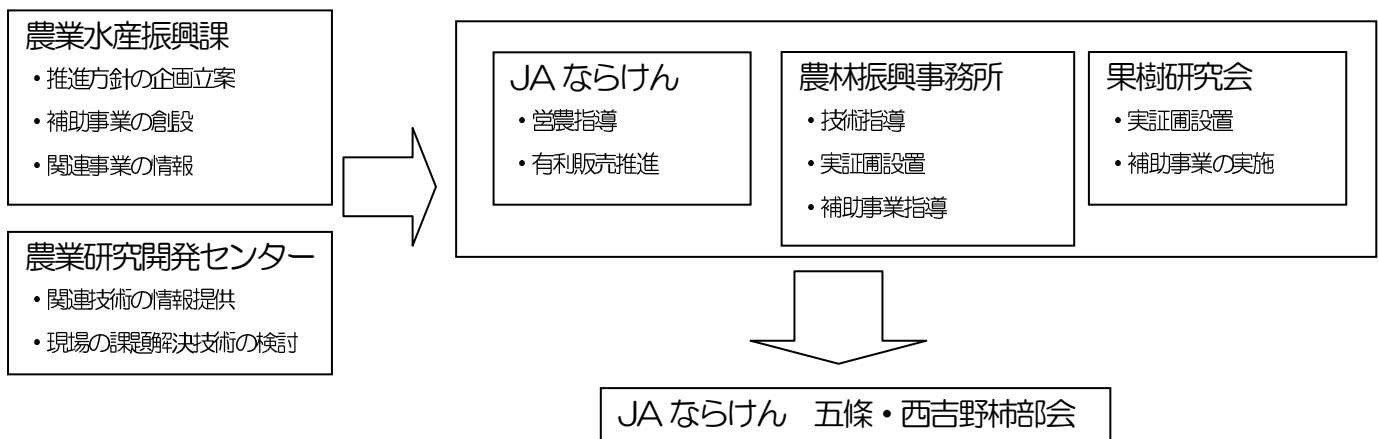 農業水産振興課
・推進方針の企画立案
・補助事業の創設
・関連事業の情報
農業研究開発センター
・関連技術の情報提供
・現場の課題解決技術の検討
JAならけん
・営農指導
・有利販売推進
農林振興事務所
・技術指導
・実証圃設置
・補助事業指導
果樹研究会
・実証圃設置
・補助事業の実施
JAならけん　五條・西吉野柿部会